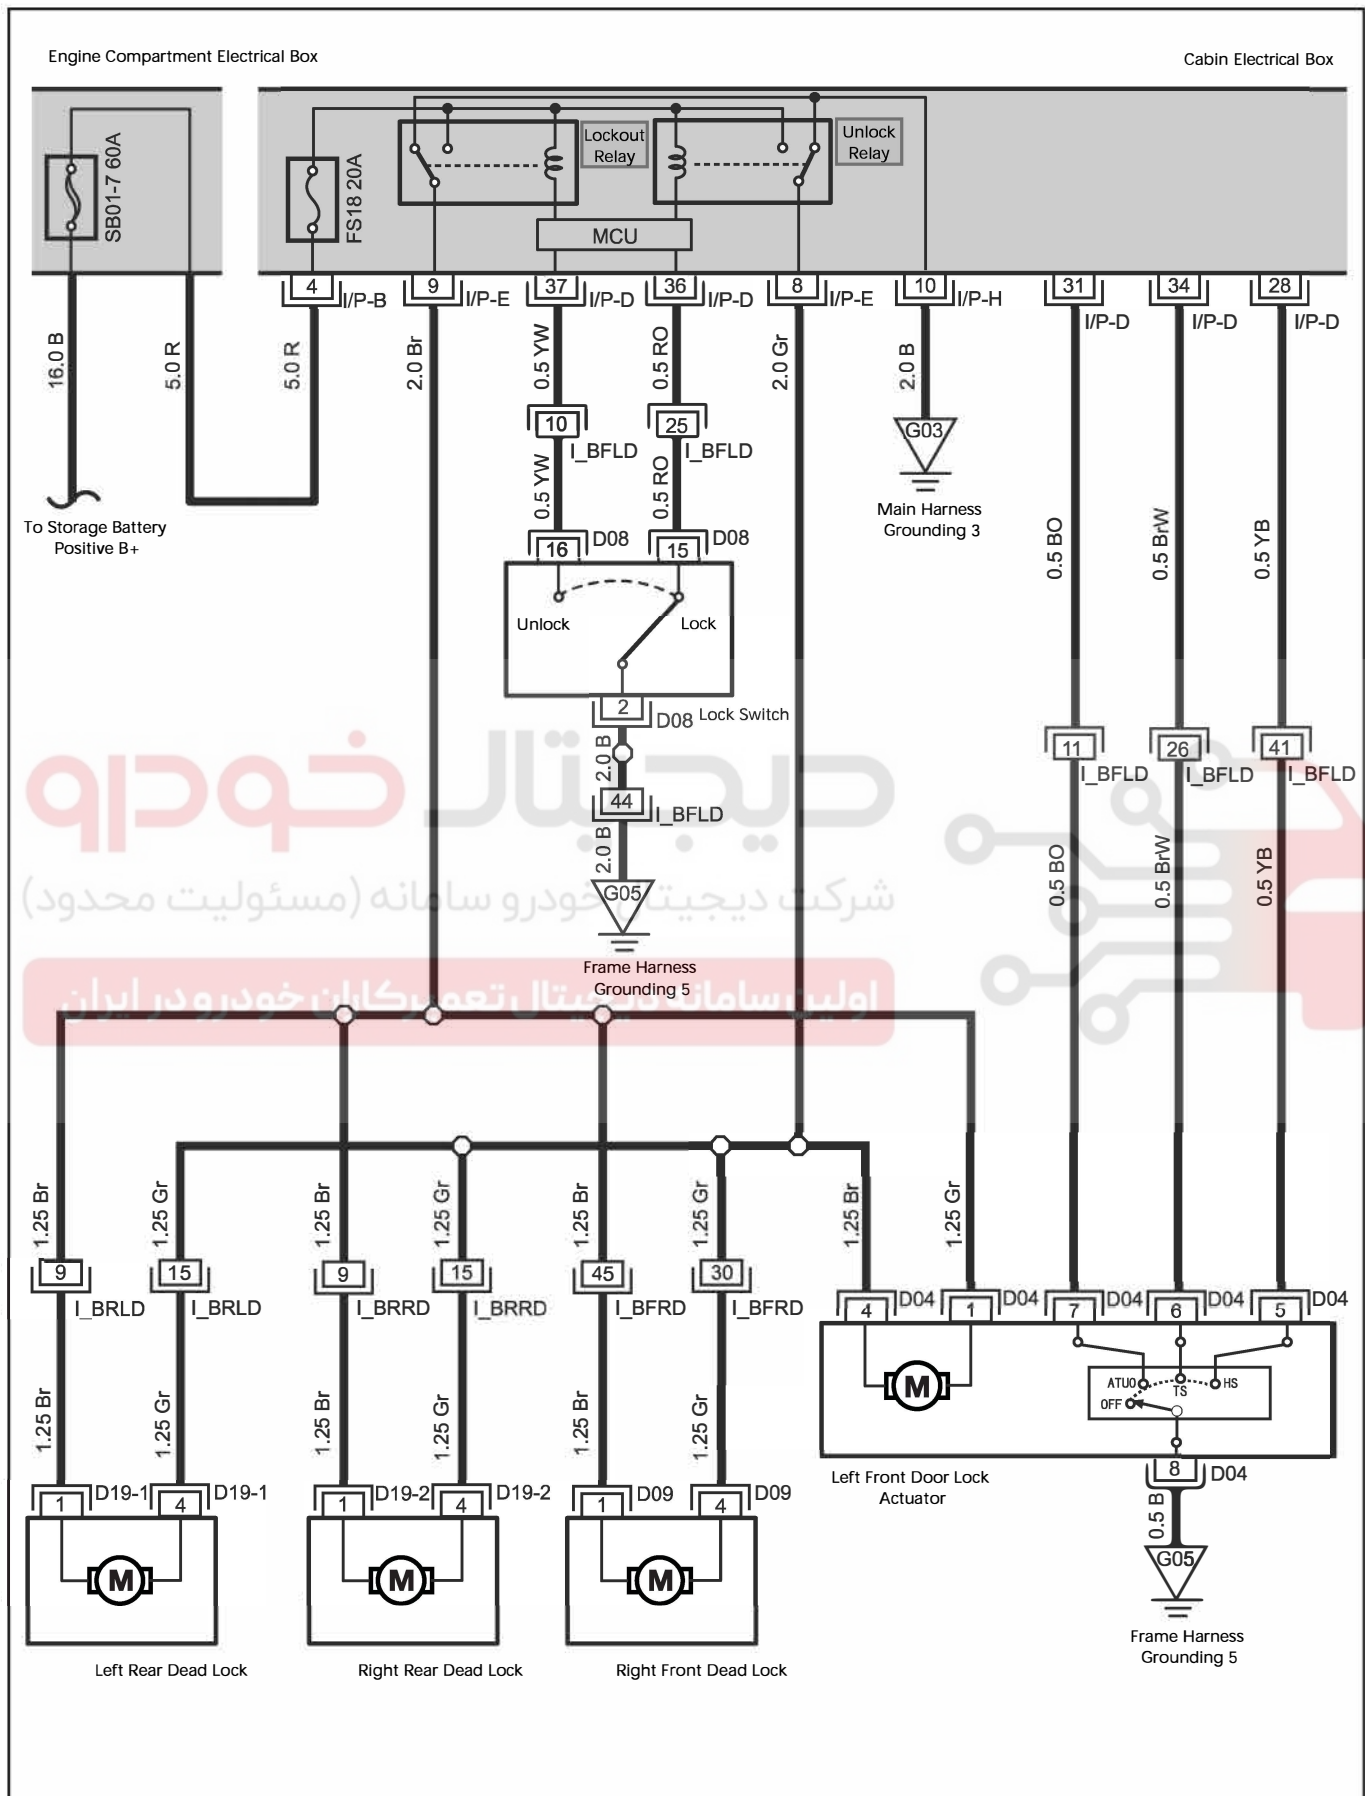 Engine Compartment Electrical Box
Cabin Electrical Box
SB01-7 60A
FS18 20A
Lockout
Relay
Unlock
Relay
MCU
4
I/P-B
9
I/P-E
37
I/P-D
36
I/P-D
8
I/P-E
10
I/P-H
31
I/P-D
34
I/P-D
28
I/P-D
16.0 B
5.0 R
5.0 R
2.0 Br
0.5 YW
0.5 RO
2.0 Gr
2.0 B
10
I_BFLD
25
I_BFLD
G03
Main Harness
Grounding 3
0.5 YW
0.5 RO
To Storage Battery
Positive B+
16
D08
15
D08
0.5 BO
0.5 BrW
0.5 YB
Unlock
Lock
2
D08
Lock Switch
2.0 B
44
I_BFLD
2.0 B
G05
Frame Harness
Grounding 5
11
I_BFLD
26
I_BFLD
41
I_BFLD
0.5 BO
0.5 BrW
0.5 YB
دیجیتال خودرو
شرکت دیجیتال خودرو سامانه (مسئولیت محدود)
اولین سامانه دیجیتال تعمیرکاران خودرو در ایران
1.25 Br
1.25 Gr
1.25 Br
1.25 Gr
1.25 Br
1.25 Gr
1.25 Br
1.25 Gr
9
I_BRLD
15
I_BRLD
9
I_BRRD
15
I_BRRD
45
I_BFRD
30
I_BFRD
4
D04
1
D04
7
D04
6
D04
5
D04
M
ATUO
TS
HS
OFF
1.25 Br
1.25 Gr
1.25 Br
1.25 Gr
1.25 Br
1.25 Gr
Left Front Door Lock
Actuator
8
D04
0.5 B
G05
Frame Harness
Grounding 5
1
D19-1
4
D19-1
1
D19-2
4
D19-2
1
D09
4
D09
M
M
M
Left Rear Dead Lock
Right Rear Dead Lock
Right Front Dead Lock